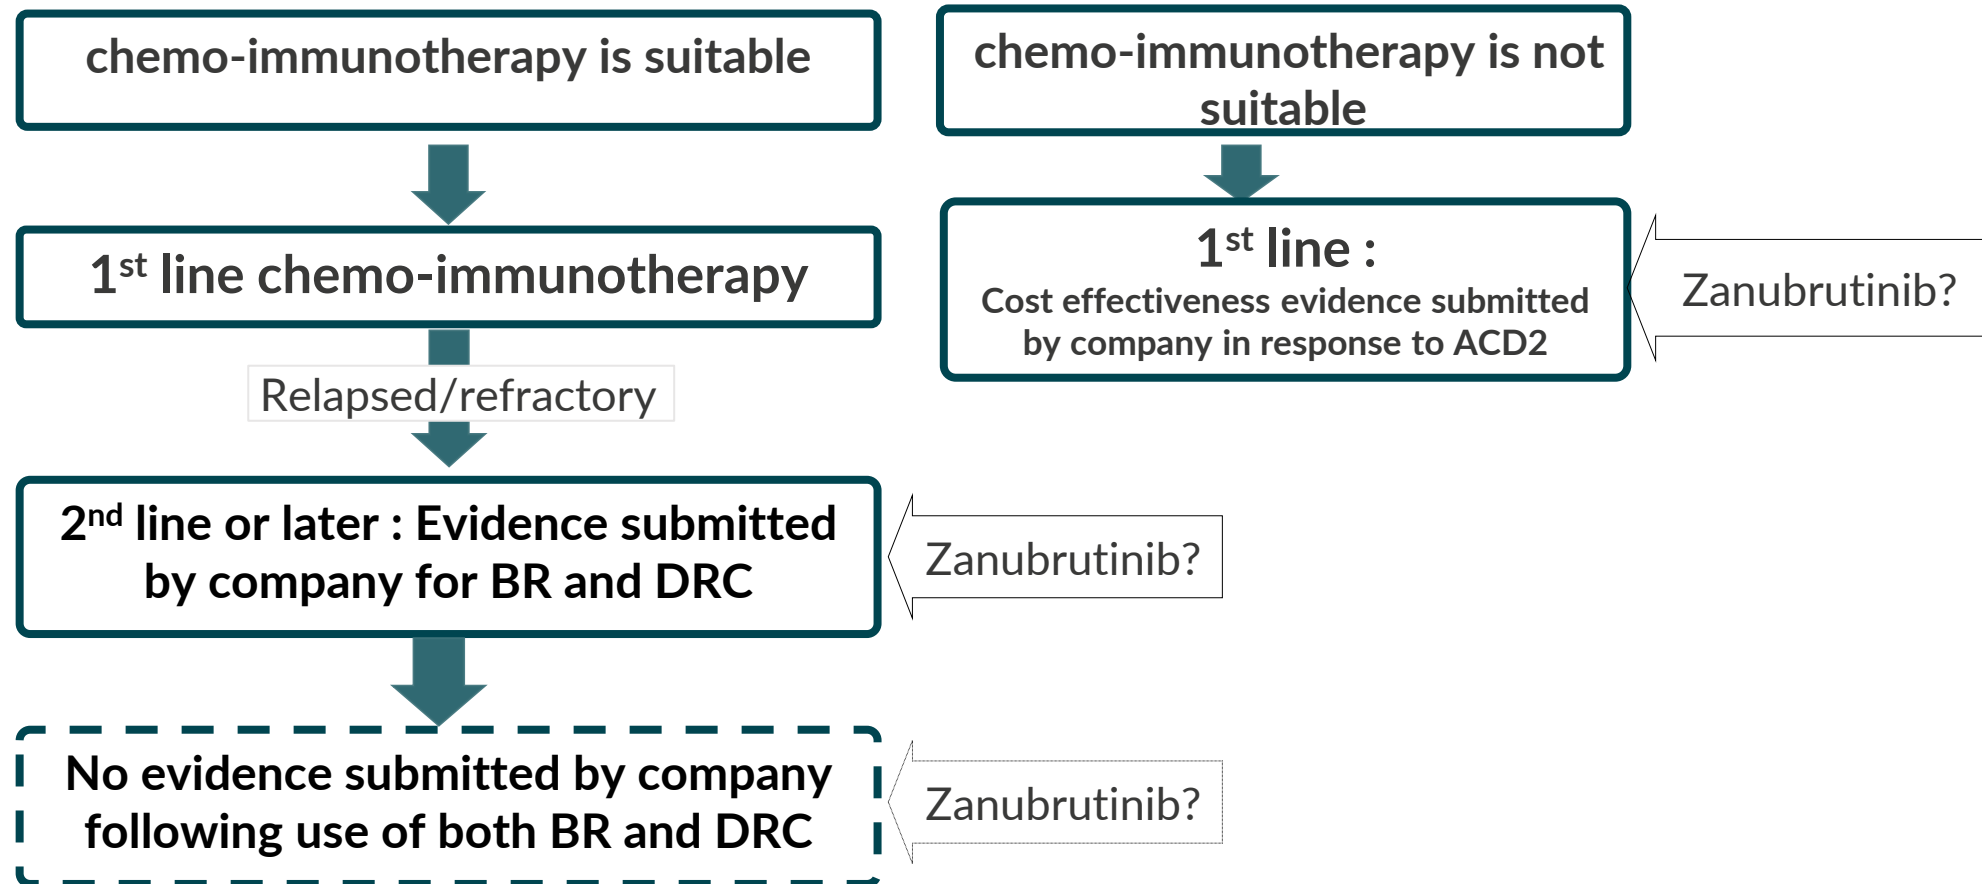 chemo-immunotherapy is suitable
1st line chemo-immunotherapy
Relapsed/refractory
2nd line or later : Evidence submitted
by company for BR and DRC
Zanubrutinib?
No evidence submitted by company
following use of both BR and DRC
Zanubrutinib?
chemo-immunotherapy is not
suitable
1st line :
Cost effectiveness evidence submitted
by company in response to ACD2
Zanubrutinib?